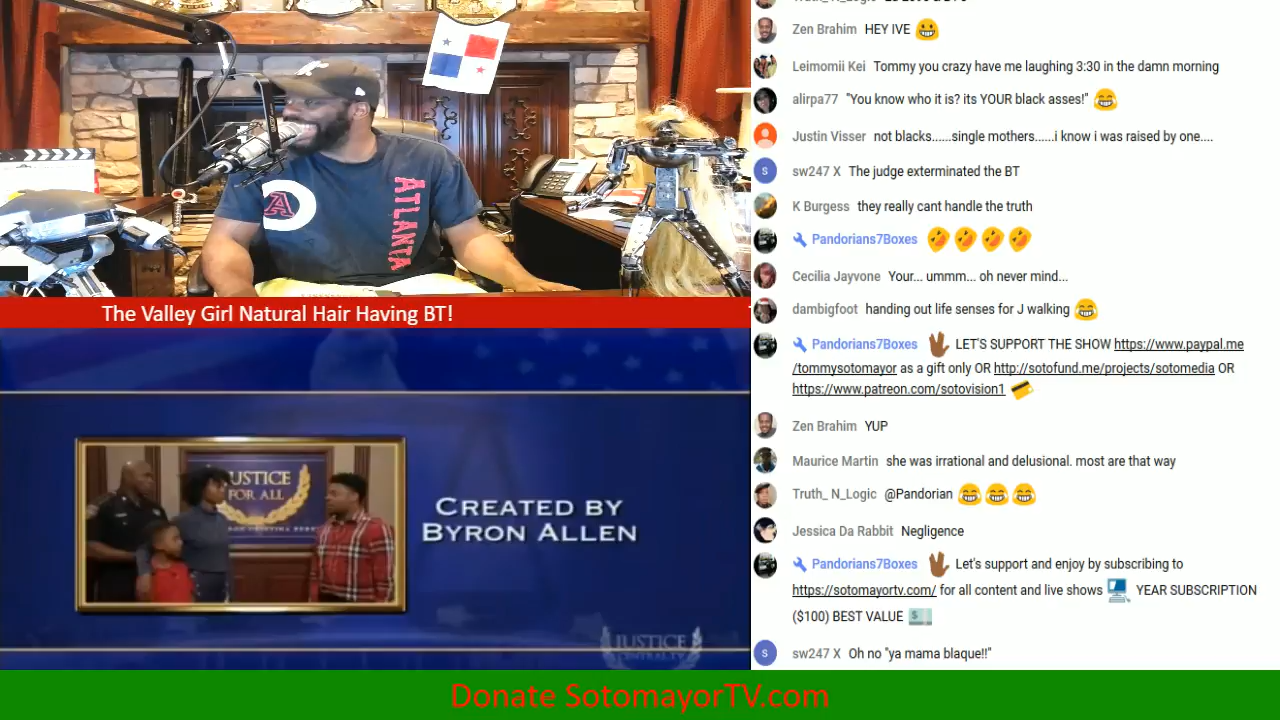 Zen Brahim HEY IVE 😀
Leimomii Kei Tommy you crazy have me laughing 3:30 in the damn morning
alirpa77 "You know who it is? its YOUR black asses!" 😂
Justin Visser not blacks......single mothers......i know i was raised by one....
S sw247 X The judge exterminated the BT
K Burgess they really cant handle the truth
Pandorians7Boxes 🤣🤣🤣🤣
Cecilia Jayvone Your... ummm... oh never mind...
dambigfoot handing out life senses for J walking 😂
Pandorians7Boxes 🖖🏾 LET'S SUPPORT THE SHOW https://www.paypal.me
/tommysotomayor as a gift only OR http://sotofund.me/projects/sotomedia OR
https://www.patreon.com/sotovision1 💳
Zen Brahim YUP
Maurice Martin she was irrational and delusional. most are that way
Truth_ N_Logic @Pandorian 😂😂😂
Jessica Da Rabbit Negligence
Pandorians7Boxes 🖖🏾 Let's support and enjoy by subscribing to
https://sotomayortv.com/ for all content and live shows 💻 YEAR SUBSCRIPTION
($100) BEST VALUE 💵
S sw247 X Oh no "ya mama blaque!!"
A
ATLANTA
The Valley Girl Natural Hair Having BT!
JUSTICE
FOR ALL
CREATED BY
BYRON ALLEN
JUSTICE
CENTRAL.TV
Donate SotomayorTV.com